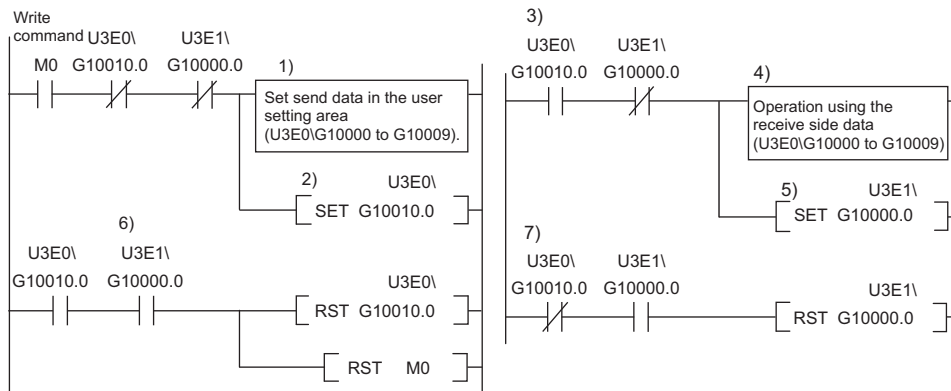 Write
command
U3E0\ U3E1\
M0 G10010.0 G10000.0
1)
Set send data in the user
setting area
(U3E0\G10000 to G10009).
2) U3E0\
SET G10010.0
6)
U3E0\ U3E1\
G10010.0 G10000.0
U3E0\
RST G10010.0
RST M0
3)
U3E0\ U3E1\
G10010.0 G10000.0
4)
Operation using the
receive side data
(U3E0\G10000 to G10009)
5) U3E1\
SET G10000.0
7)
U3E0\ U3E1\
G10010.0 G10000.0
U3E1\
RST G10000.0